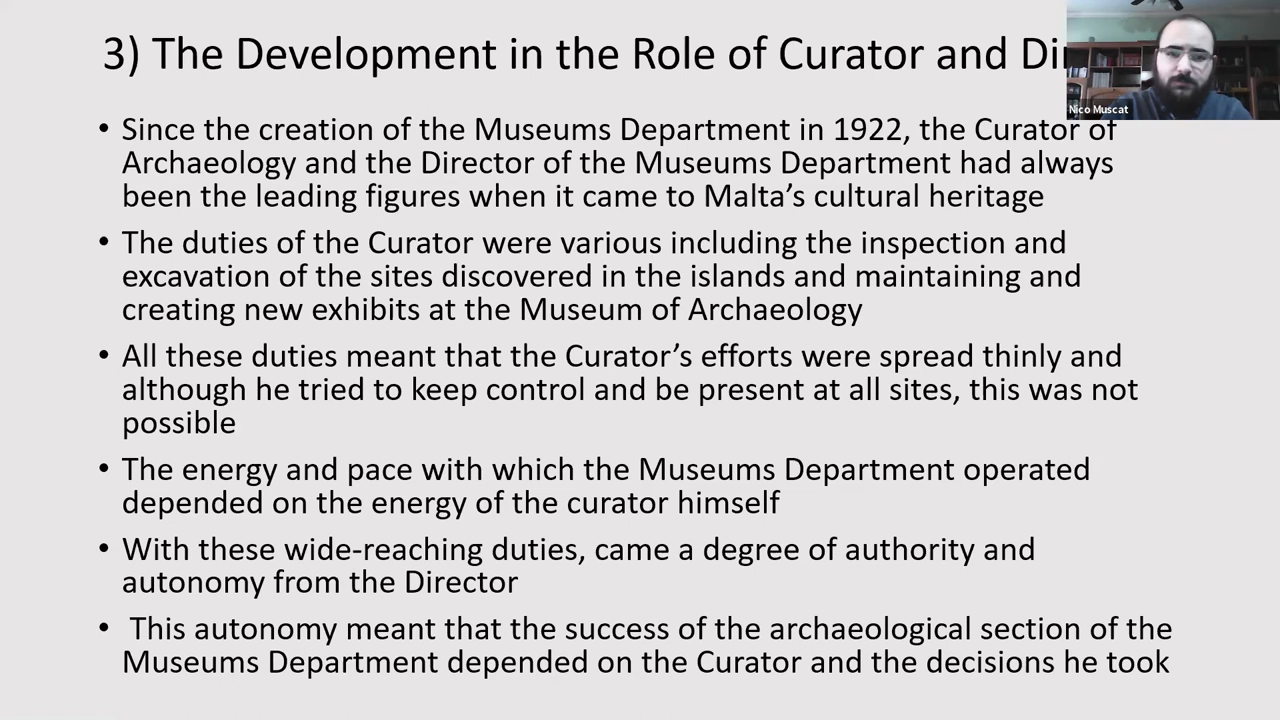 3) The Development in the Role of Curator and
Nico Muscat
• Since the creation of the Museums Department in 1922, the Curator of
Archaeology and the Director of the Museums Department had always
been the leading figures when it came to Malta’s cultural heritage
• The duties of the Curator were various including the inspection and
excavation of the sites discovered in the islands and maintaining and
creating new exhibits at the Museum of Archaeology
• All these duties meant that the Curator’s efforts were spread thinly and
although he tried to keep control and be present at all sites, this was not
possible
• The energy and pace with which the Museums Department operated
depended on the energy of the curator himself
• With these wide-reaching duties, came a degree of authority and
autonomy from the Director
• This autonomy meant that the success of the archaeological section of the
Museums Department depended on the Curator and the decisions he took